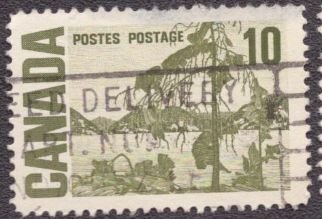 CANADA
POSTES POSTAGE
10
DELIVERY